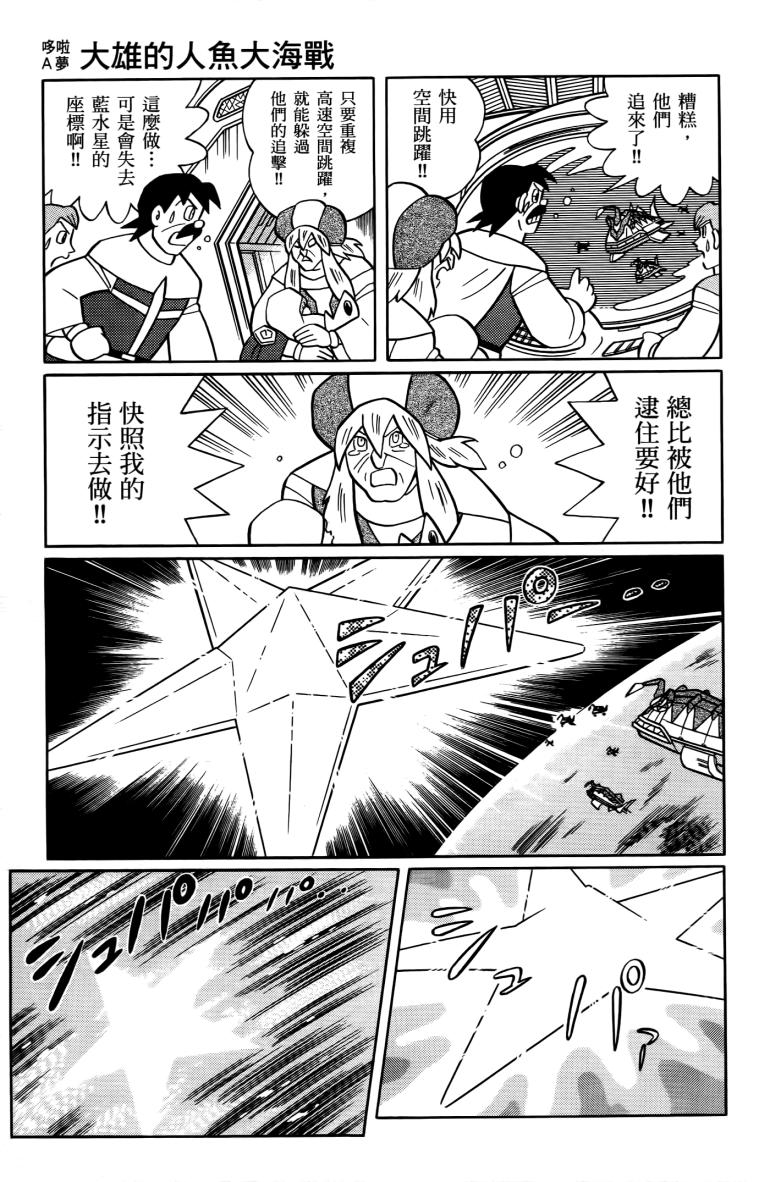 哆啦
A夢
大雄的人魚大海戰
糟糕，
他們
追來了!!
快用
空間跳躍!!
只要重複
高速空間跳躍，
就能躲過
他們的追擊!!
這麼做…
可是會失去
藍水星的
座標啊!!
總比被他們
逮住要好!!
快照我的
指示去做!!
シュパ°…
シュパッ
シュパパパパ‥